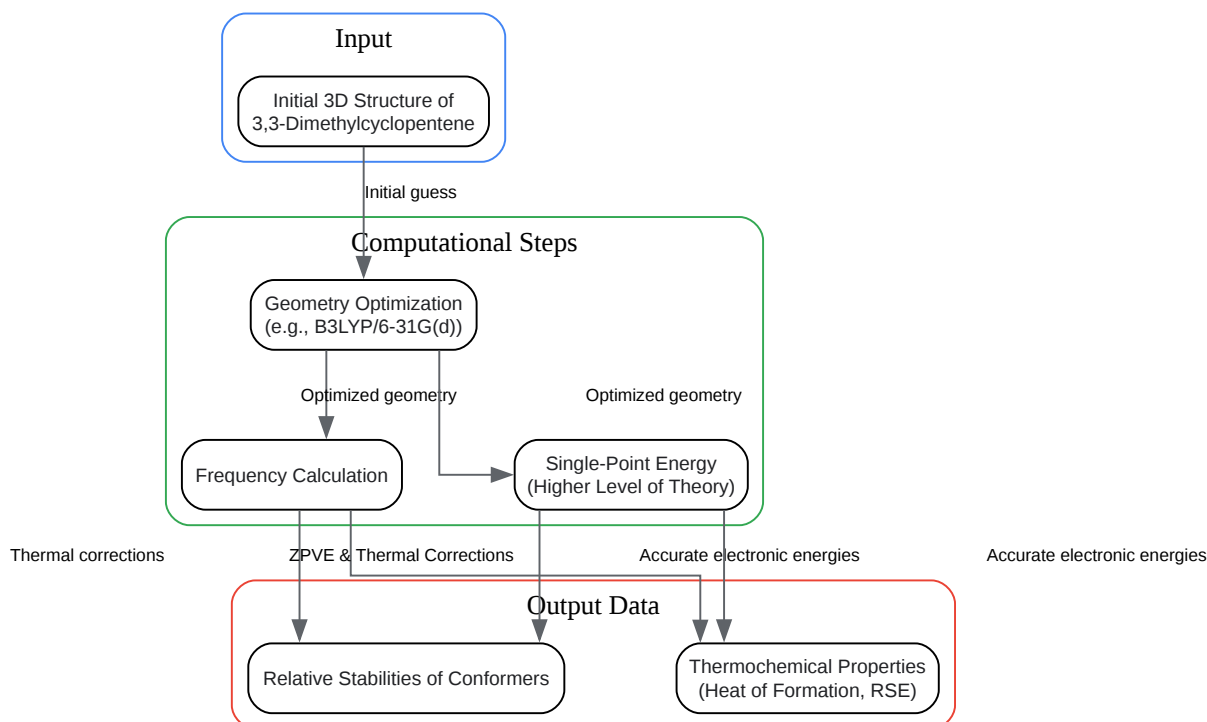 Input
Initial 3D Structure of
3,3-Dimethylcyclopentene
Initial guess
Computational Steps
Geometry Optimization
(e.g., B3LYP/6-31G(d))
Optimized geometry
Optimized geometry
Frequency Calculation
Single-Point Energy
(Higher Level of Theory)
Thermal corrections
ZPVE & Thermal Corrections
Accurate electronic energies
Accurate electronic energies
Output Data
Relative Stabilities of Conformers
Thermochemical Properties
(Heat of Formation, RSE)